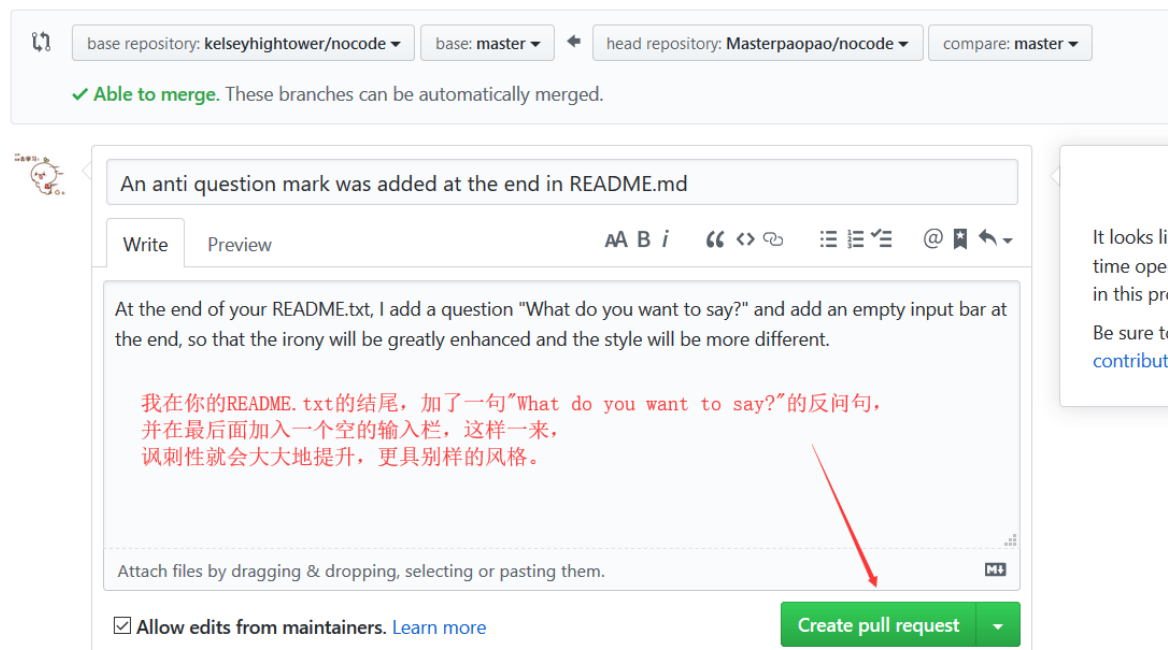 base repository: kelseyhightower/nocode base: master head repository: Masterpaopao/nocode compare: master
Able to merge. These branches can be automatically merged.
An anti question mark was added at the end in README.md
Write Preview AA B i
At the end of your README.txt, I add a question "What do you want to say?" and add an empty input bar at
the end, so that the irony will be greatly enhanced and the style will be more different.
我在你的README.txt的结尾，加了一句"What do you want to say?"的反问句，
并在最后面加入一个空的输入栏，这样一来，
讽刺性就会大大地提升，更具别样的风格。
Attach files by dragging & dropping, selecting or pasting them.
Allow edits from maintainers. Learn more
Create pull request
It looks li
time ope
in this pr
Be sure t
contribut